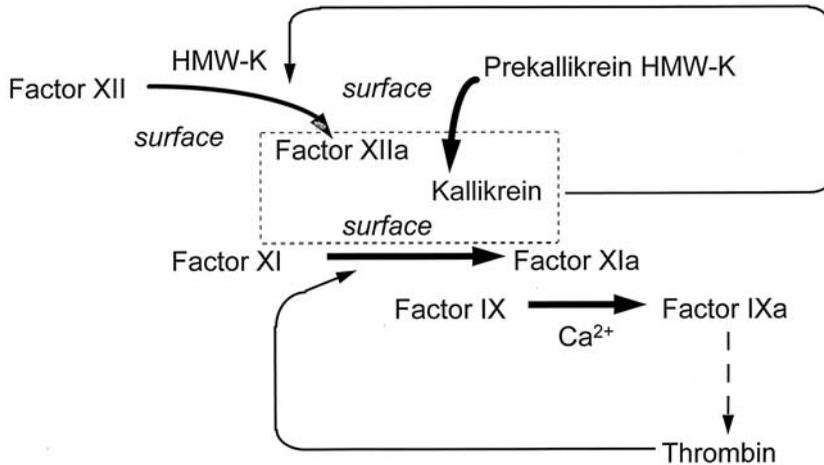 HMW-K
Prekallikrein HMW-K
Factor XII
surface
surface
Factor XIIa
Kallikrein
surface
Factor XI
Factor XIa
Factor IX
Factor IXa
Ca²⁺
Thrombin